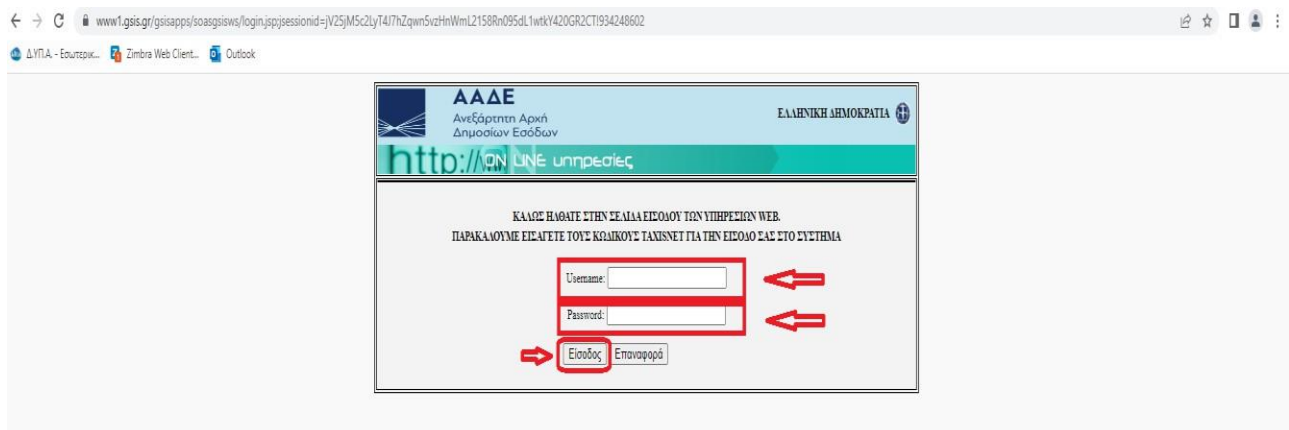 www1.gsis.gr/gsisapps/soasgsisws/login.jsp;jsessionid=jV25jM5c2LyT4J7hZqwn5vzHnWmL2158Rn095dL1wtkY420GR2CT!934248602
Δ.ΥΠ.Α. - Εσωτερικ... Zimbra Web Client... Outlook
ΑΑΔΕ
Ανεξάρτητη Αρχή
Δημοσίων Εσόδων
ΕΛΛΗΝΙΚΗ ΔΗΜΟΚΡΑΤΙΑ
http:// ON LINE υπηρεσίες
ΚΑΛΩΣ ΗΛΘΑΤΕ ΣΤΗΝ ΣΕΛΙΔΑ ΕΙΣΟΔΟΥ ΤΩΝ ΥΠΗΡΕΣΙΩΝ WEB.
ΠΑΡΑΚΑΛΟΥΜΕ ΕΙΣΑΓΕΤΕ ΤΟΥΣ ΚΩΔΙΚΟΥΣ TAXISNET ΓΙΑ ΤΗΝ ΕΙΣΟΔΟ ΣΑΣ ΣΤΟ ΣΥΣΤΗΜΑ
Username:
Password:
Είσοδος Επαναφορά